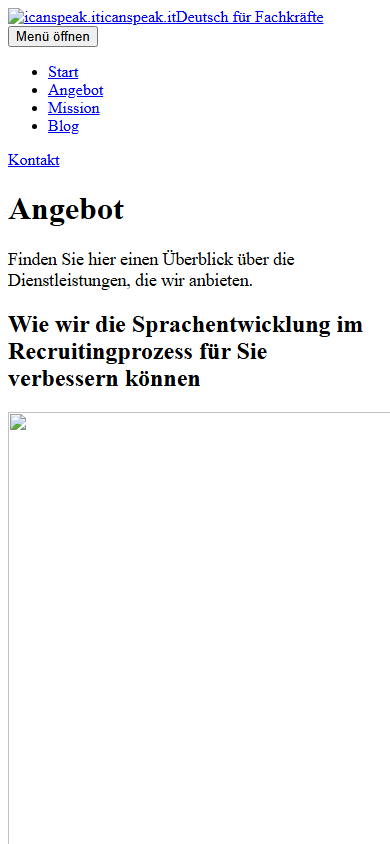 icanspeak.iticanspeak.itDeutsch für Fachkräfte
Menü öffnen
Start
Angebot
Mission
Blog
Kontakt
Angebot
Finden Sie hier einen Überblick über die
Dienstleistungen, die wir anbieten.
Wie wir die Sprachentwicklung im
Recruitingprozess für Sie
verbessern können